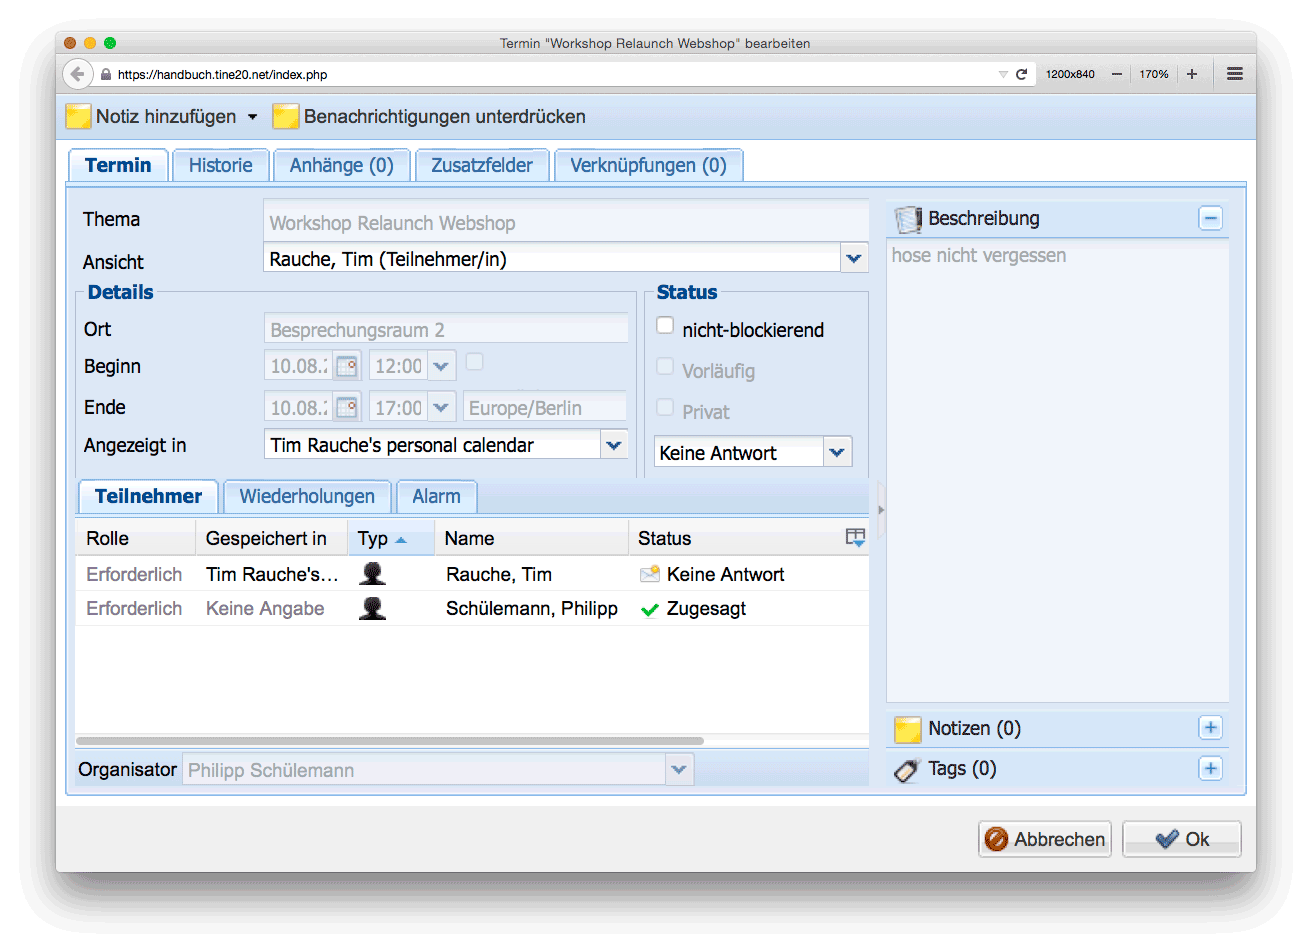 Termin "Workshop Relaunch Webshop" bearbeiten
https://handbuch.tine20.net/index.php 1200x840 170%
Notiz hinzufügen Benachrichtigungen unterdrücken
Termin Historie Anhänge (0) Zusatzfelder Verknüpfungen (0)
Thema Workshop Relaunch Webshop
Ansicht Rauche, Tim (Teilnehmer/in)
Details
Ort Besprechungsraum 2
Beginn 10.08. 12:00
Ende 10.08. 17:00 Europe/Berlin
Angezeigt in Tim Rauche's personal calendar
Status
nicht-blockierend
Vorläufig
Privat
Keine Antwort
Teilnehmer Wiederholungen Alarm
Rolle Gespeichert in Typ Name Status
Erforderlich Tim Rauche's... Rauche, Tim Keine Antwort
Erforderlich Keine Angabe Schülemann, Philipp Zugesagt
Organisator Philipp Schülemann
Beschreibung
hose nicht vergessen
Notizen (0)
Tags (0)
Abbrechen Ok